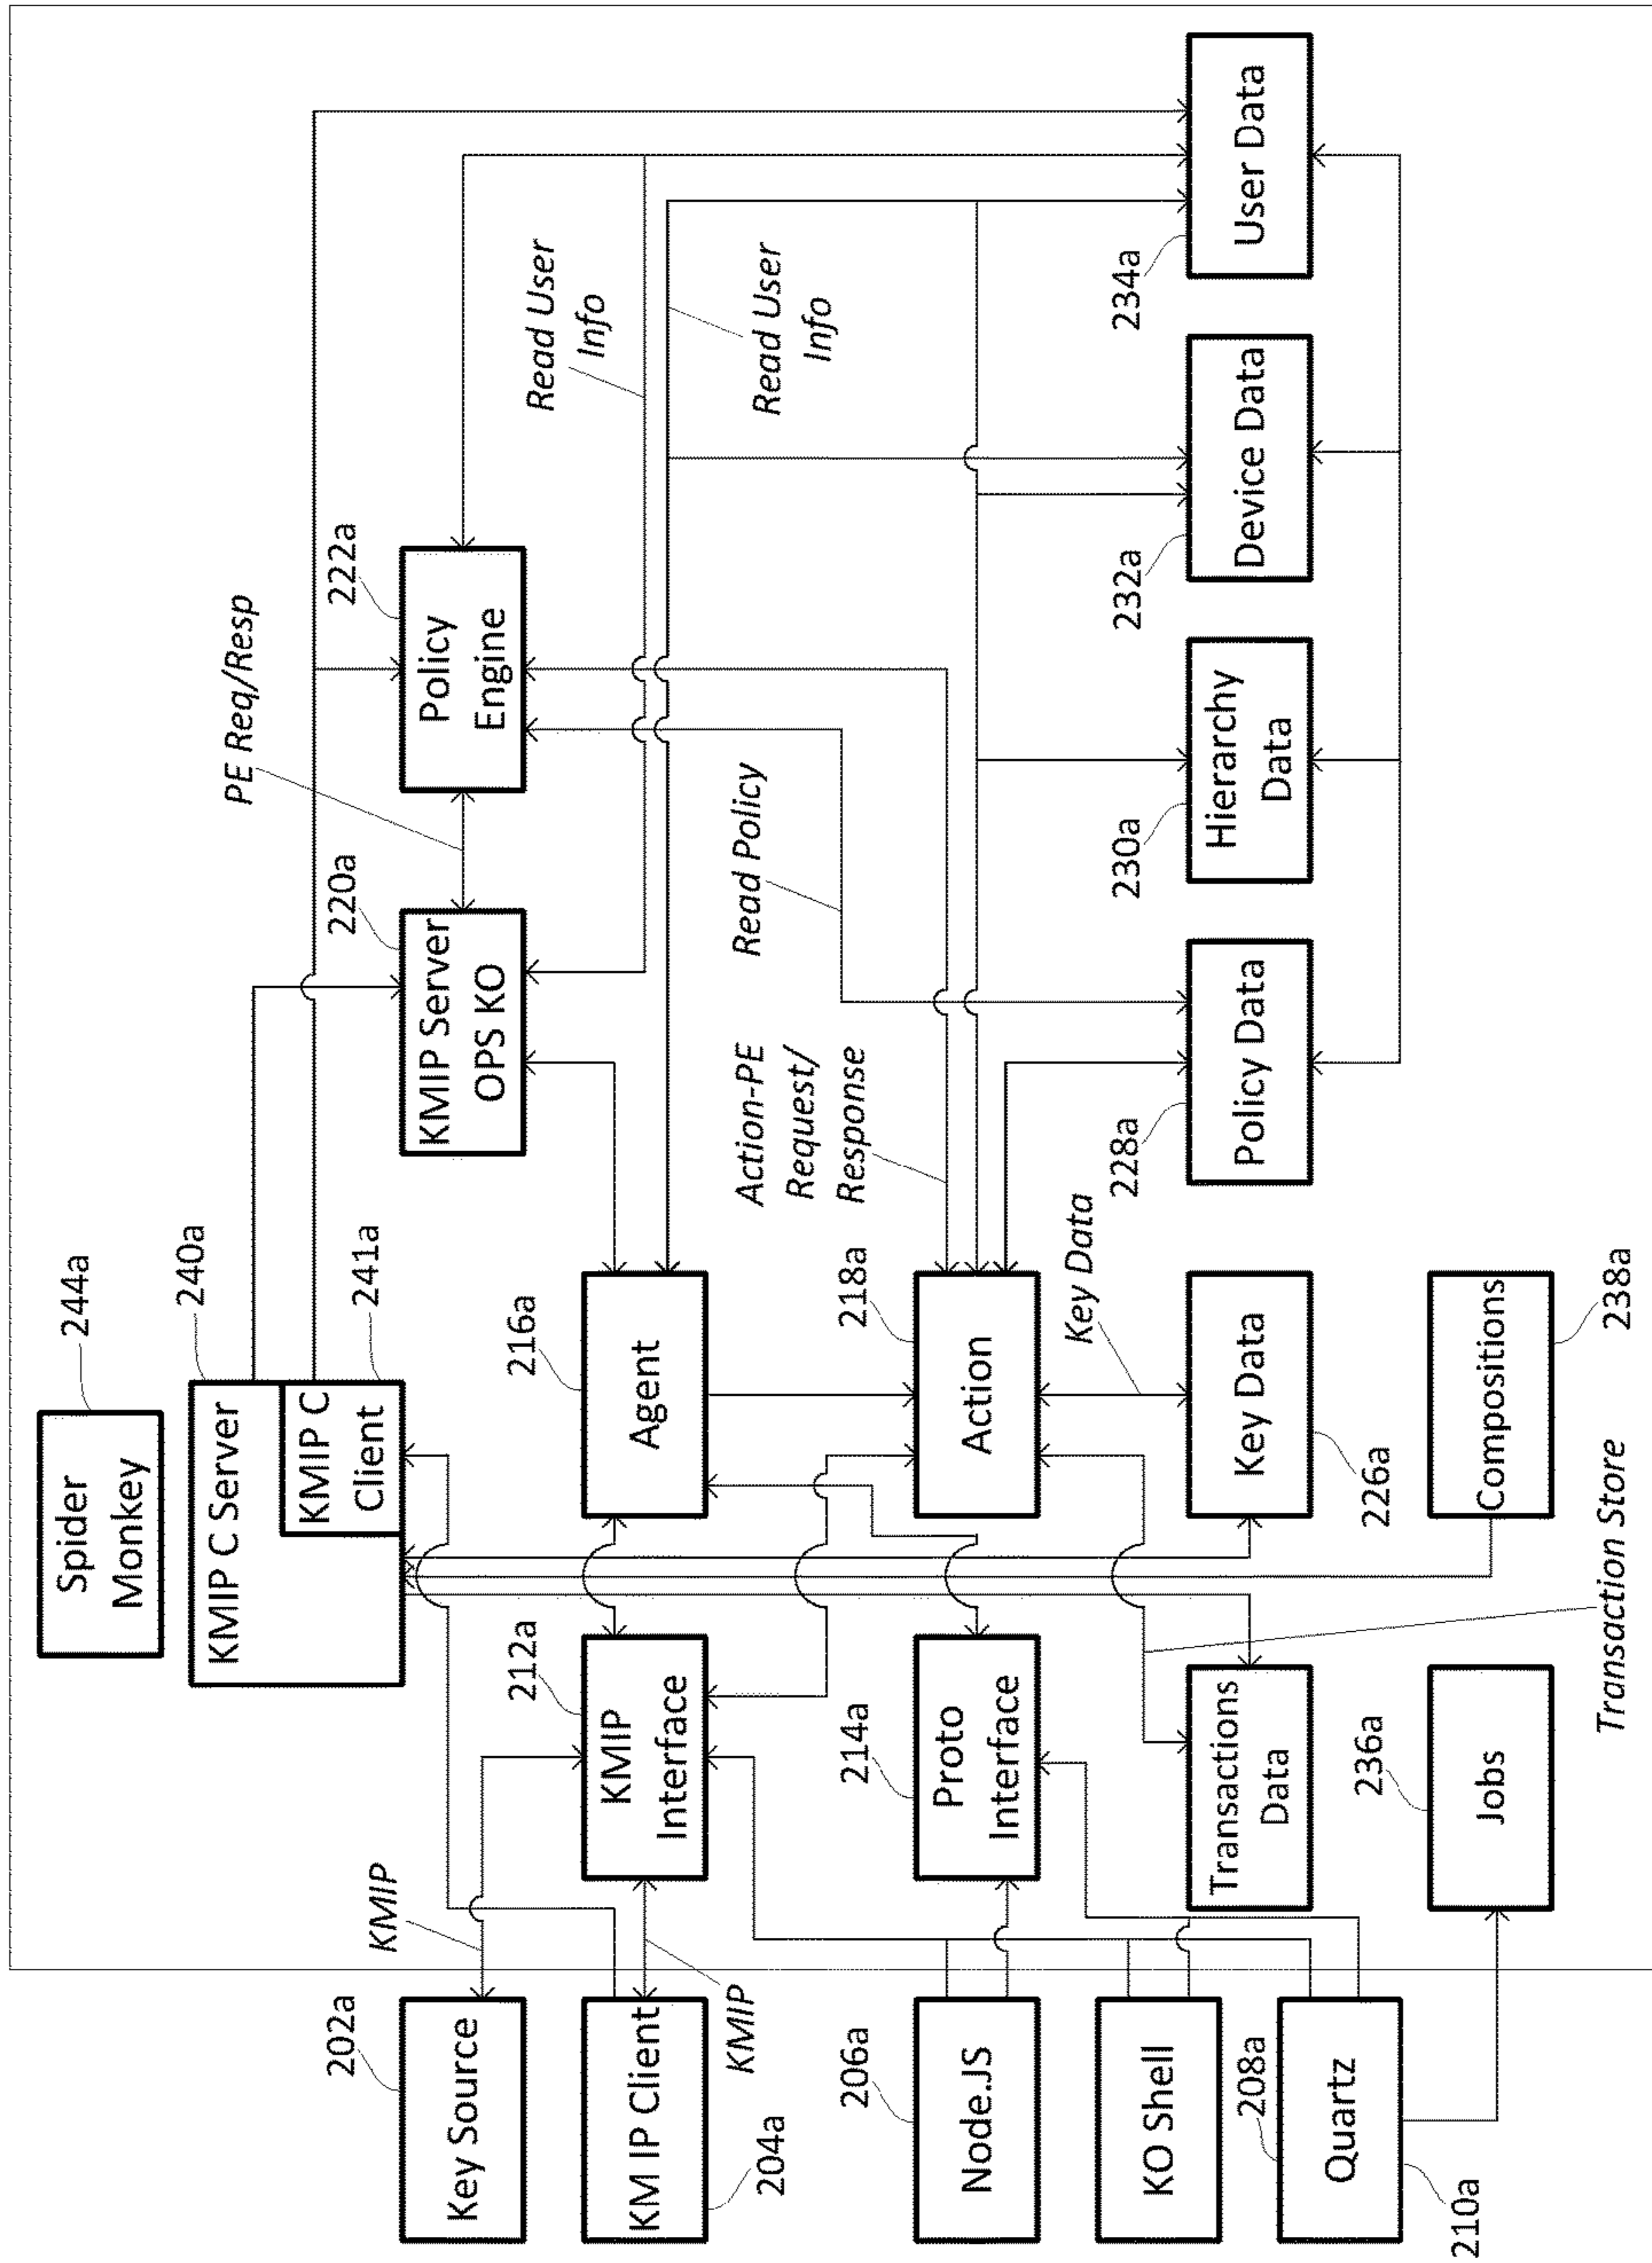 Spider
Monkey
244a
KMIP C Server
240a
KMIP C
Client
241a
PE Req/Resp
KMIP
202a
Key Source
KMIP Server
OPS KO
220a
Policy
Engine
222a
Read User
Info
KM IP Client
204a
KMIP
212a
KMIP
Interface
216a
Agent
Read User
Info
Read Policy
Action-PE
Request/
Response
206a
Node.JS
214a
Proto
Interface
218a
Action
Key Data
KO Shell
208a
Transactions
Data
Key Data
226a
228a
Policy Data
230a
Hierarchy
Data
232a
Device Data
234a
User Data
Quartz
210a
236a
Jobs
Compositions
238a
Transaction Store